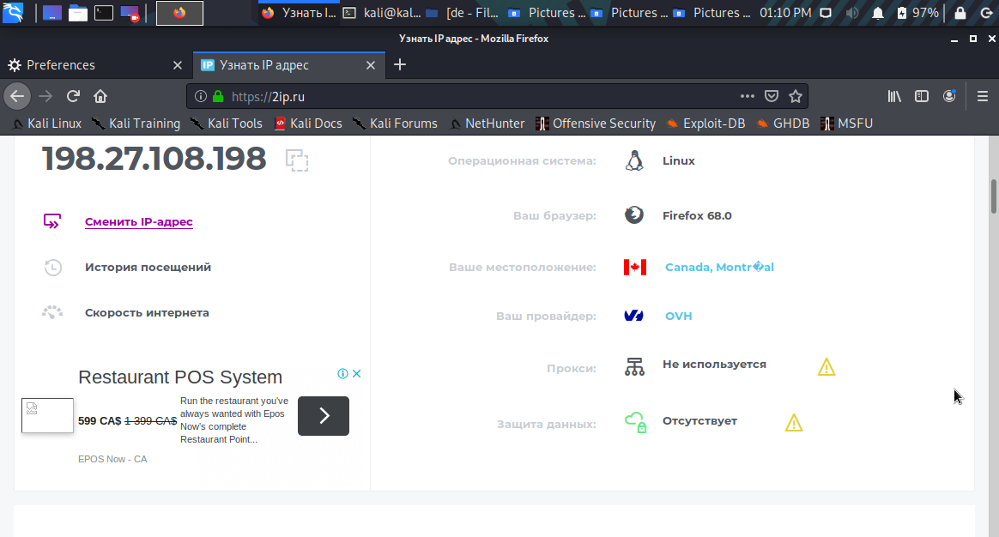 Узнать I...
kali@kal...
[de - Fil...
Pictures ...
Pictures ...
Pictures ...
01:10 PM
97%
Узнать IP адрес - Mozilla Firefox
Preferences
IP Узнать IP адрес
https://2ip.ru
Kali Linux
Kali Training
Kali Tools
Kali Docs
Kali Forums
NetHunter
Offensive Security
Exploit-DB
GHDB
MSFU
198.27.108.198
Сменить IP-адрес
История посещений
Скорость интернета
Restaurant POS System
599 CA$ 1 399 CA$
Run the restaurant you've
always wanted with Epos
Now's complete
Restaurant Point...
EPOS Now - CA
Операционная система: Linux
Ваш браузер: Firefox 68.0
Ваше местоположение: Canada, Montr�al
Ваш провайдер: OVH
Прокси: Не используется
Защита данных: Отсутствует